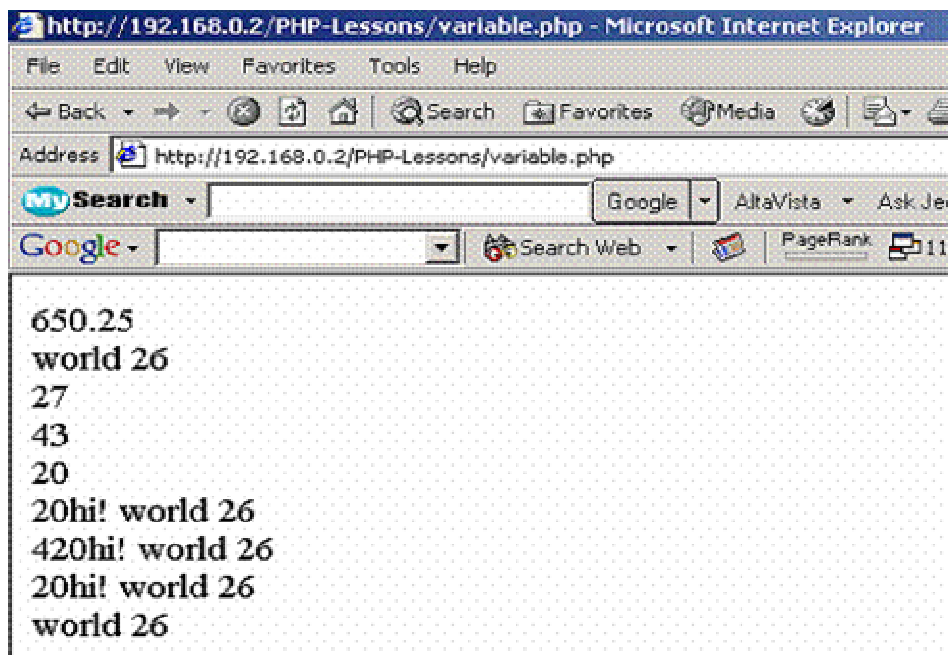 http://192.168.0.2/PHP-Lessons/variable.php - Microsoft Internet Explorer
File Edit View Favorites Tools Help
Back Search Favorites Media
Address http://192.168.0.2/PHP-Lessons/variable.php
My Search Google AltaVista Ask Jee
Google Search Web PageRank 11
650.25
world 26
27
43
20
20hi! world 26
420hi! world 26
20hi! world 26
world 26